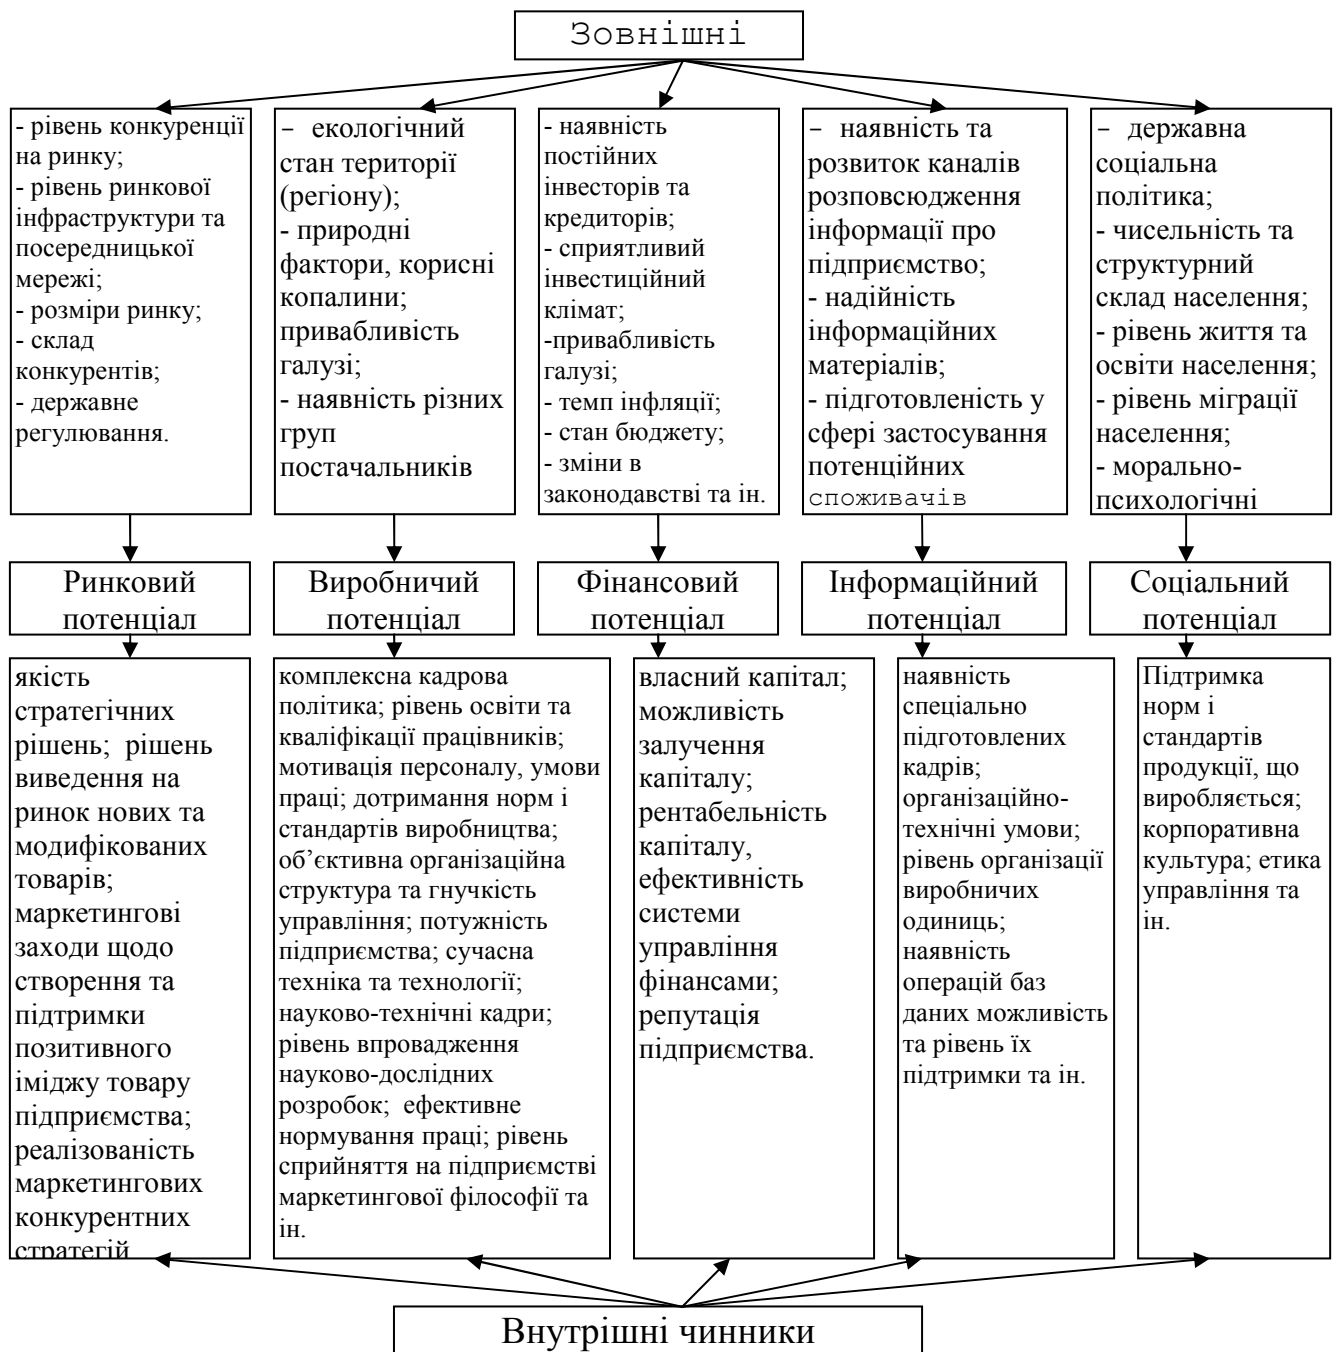 Зовнішні
- рівень конкуренції
на ринку;
- рівень ринкової
інфраструктури та
посередницької
мережі;
- розміри ринку;
- склад
конкурентів;
- державне
регулювання.
- екологічний
стан території
(регіону);
- природні
фактори, корисні
копалини;
привабливість
галузі;
- наявність різних
груп
постачальників
- наявність
постійних
інвесторів та
кредиторів;
- сприятливий
інвестиційний
клімат;
-привабливість
галузі;
- темп інфляції;
- стан бюджету;
- зміни в
законодавстві та ін.
- наявність та
розвиток каналів
розповсюдження
інформації про
підприємство;
- надійність
інформаційних
матеріалів;
- підготовленість у
сфері застосування
потенційних
споживачів
- державна
соціальна
політика;
- чисельність та
структурний
склад населення;
- рівень життя та
освіти населення;
- рівень міграції
населення;
- морально-
психологічні
Ринковий
потенціал
Виробничий
потенціал
Фінансовий
потенціал
Інформаційний
потенціал
Соціальний
потенціал
якість
стратегічних
рішень; рішень
виведення на
ринок нових та
модифікованих
товарів;
маркетингові
заходи щодо
створення та
підтримки
позитивного
іміджу товару
підприємства;
реалізованість
маркетингових
конкурентних
стратегій
комплексна кадрова
політика; рівень освіти та
кваліфікації працівників;
мотивація персоналу, умови
праці; дотримання норм і
стандартів виробництва;
об’єктивна організаційна
структура та гнучкість
управління; потужність
підприємства; сучасна
техніка та технології;
науково-технічні кадри;
рівень впровадження
науково-дослідних
розробок; ефективне
нормування праці; рівень
сприйняття на підприємстві
маркетингової філософії та
ін.
власний капітал;
можливість
залучення
капіталу;
рентабельність
капіталу,
ефективність
системи
управління
фінансами;
репутація
підприємства.
наявність
спеціально
підготовлених
кадрів;
організаційно-
технічні умови;
рівень організації
виробничих
одиниць;
наявність
операцій баз
даних можливість
та рівень їх
підтримки та ін.
Підтримка
норм і
стандартів
продукції, що
виробляється;
корпоративна
культура; етика
управління та
ін.
Внутрішні чинники